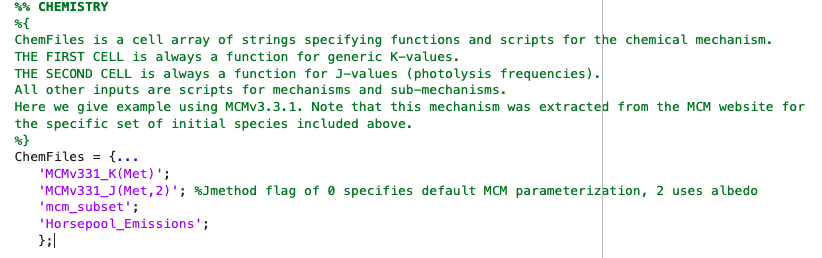 %% CHEMISTRY
%{
ChemFiles is a cell array of strings specifying functions and scripts for the chemical mechanism.
THE FIRST CELL is always a function for generic K-values.
THE SECOND CELL is always a function for J-values (photolysis frequencies).
All other inputs are scripts for mechanisms and sub-mechanisms.
Here we give example using MCMv3.3.1. Note that this mechanism was extracted from the MCM website for
the specific set of initial species included above.
%}
ChemFiles = {...
'MCMv331_K(Met)';
'MCMv331_J(Met,2)'; %Jmethod flag of 0 specifies default MCM parameterization, 2 uses albedo
'mcm_subset';
'Horsepool_Emissions';
};